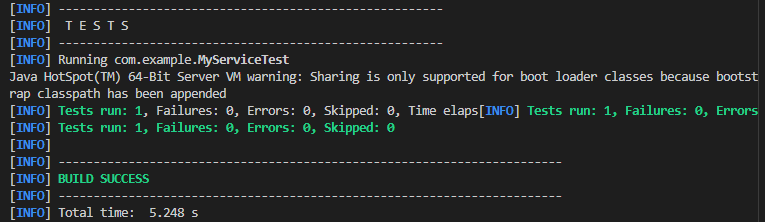 [INFO] -------------------------------------------------------
[INFO]  T E S T S
[INFO] -------------------------------------------------------
[INFO] Running com.example.MyServiceTest
Java HotSpot(TM) 64-Bit Server VM warning: Sharing is only supported for boot loader classes because bootst
rap classpath has been appended
[INFO] Tests run: 1, Failures: 0, Errors: 0, Skipped: 0, Time elaps[INFO] Tests run: 1, Failures: 0, Errors
[INFO] Tests run: 1, Failures: 0, Errors: 0, Skipped: 0
[INFO]
[INFO] ------------------------------------------------------------------------
[INFO] BUILD SUCCESS
[INFO] ------------------------------------------------------------------------
[INFO] Total time:  5.248 s